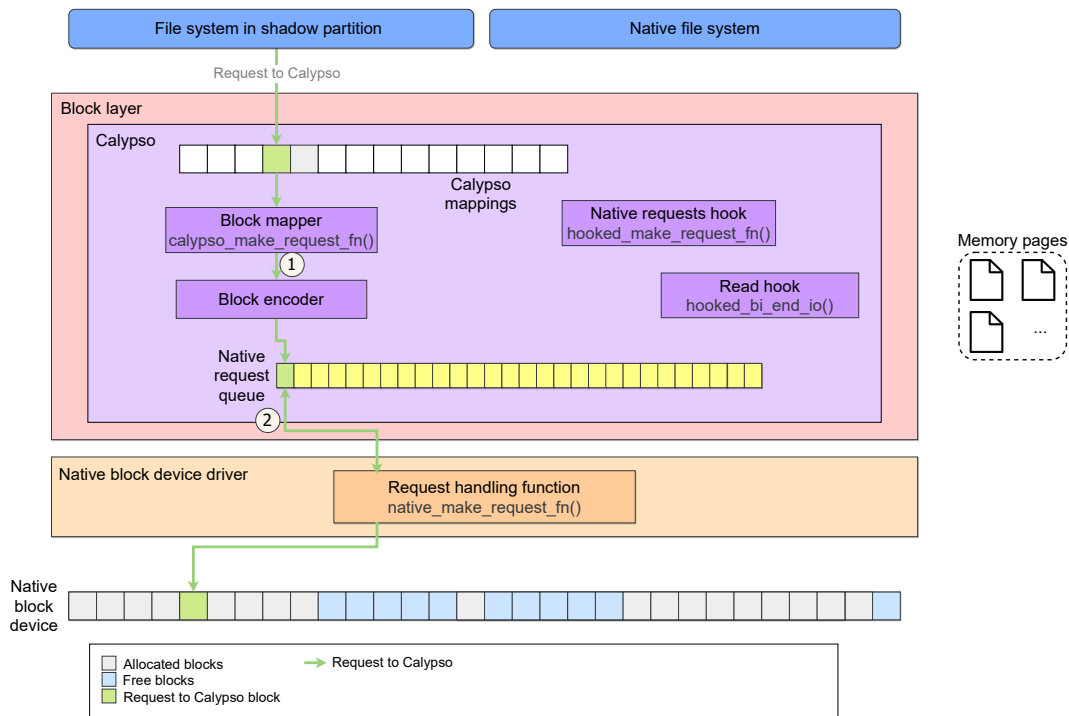 File system in shadow partition
Native file system
Request to Calypso
Block layer
Calypso
Calypso
mappings
Block mapper
calypso_make_request_fn()
Native requests hook
hooked_make_request_fn()
Memory pages
1
Block encoder
Read hook
hooked_bi_end_io()
...
Native
request
queue
2
Native block device driver
Request handling function
native_make_request_fn()
Native
block
device
Allocated blocks
Request to Calypso
Free blocks
Request to Calypso block